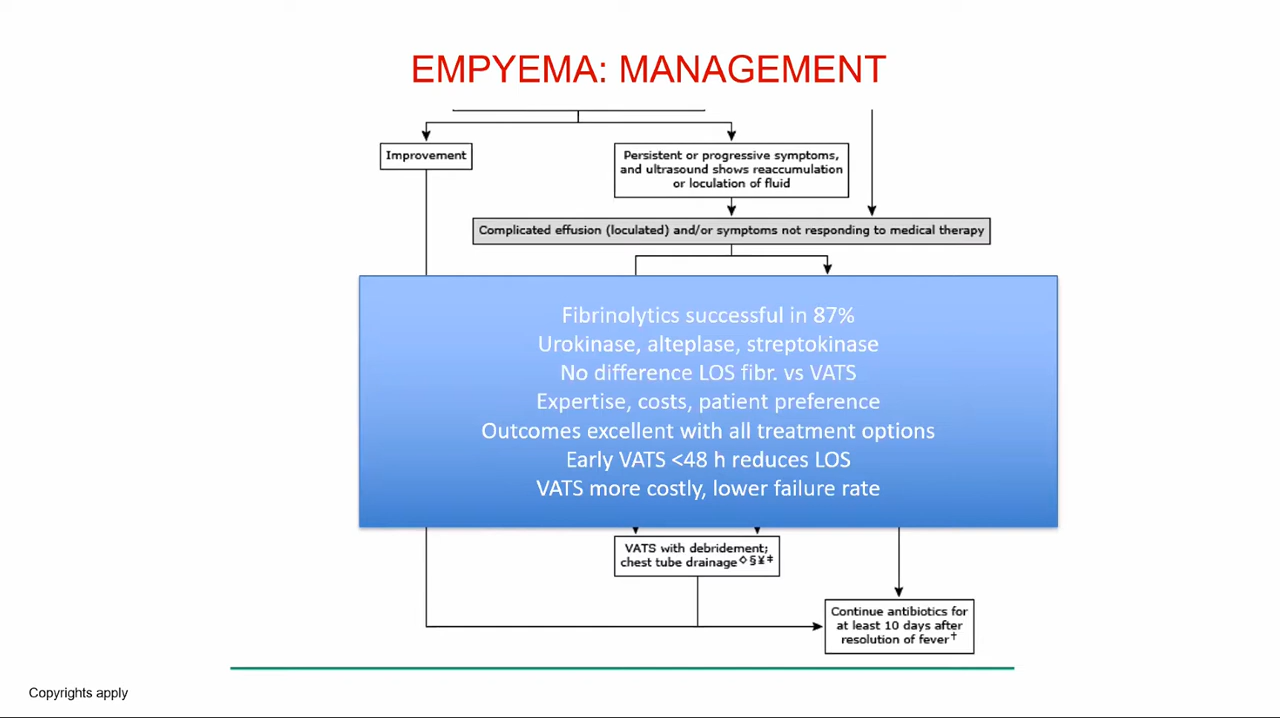 EMPYEMA: MANAGEMENT
Improvement
Persistent or progressive symptoms,
and ultrasound shows reaccumulation
or loculation of fluid
Complicated effusion (loculated) and/or symptoms not responding to medical therapy
Fibrinolytics successful in 87%
Urokinase, alteplase, streptokinase
No difference LOS fibr. vs VATS
Expertise, costs, patient preference
Outcomes excellent with all treatment options
Early VATS <48 h reduces LOS
VATS more costly, lower failure rate
VATS with debridement;
chest tube drainage◇§¥‡
Continue antibiotics for
at least 10 days after
resolution of fever†
Copyrights apply